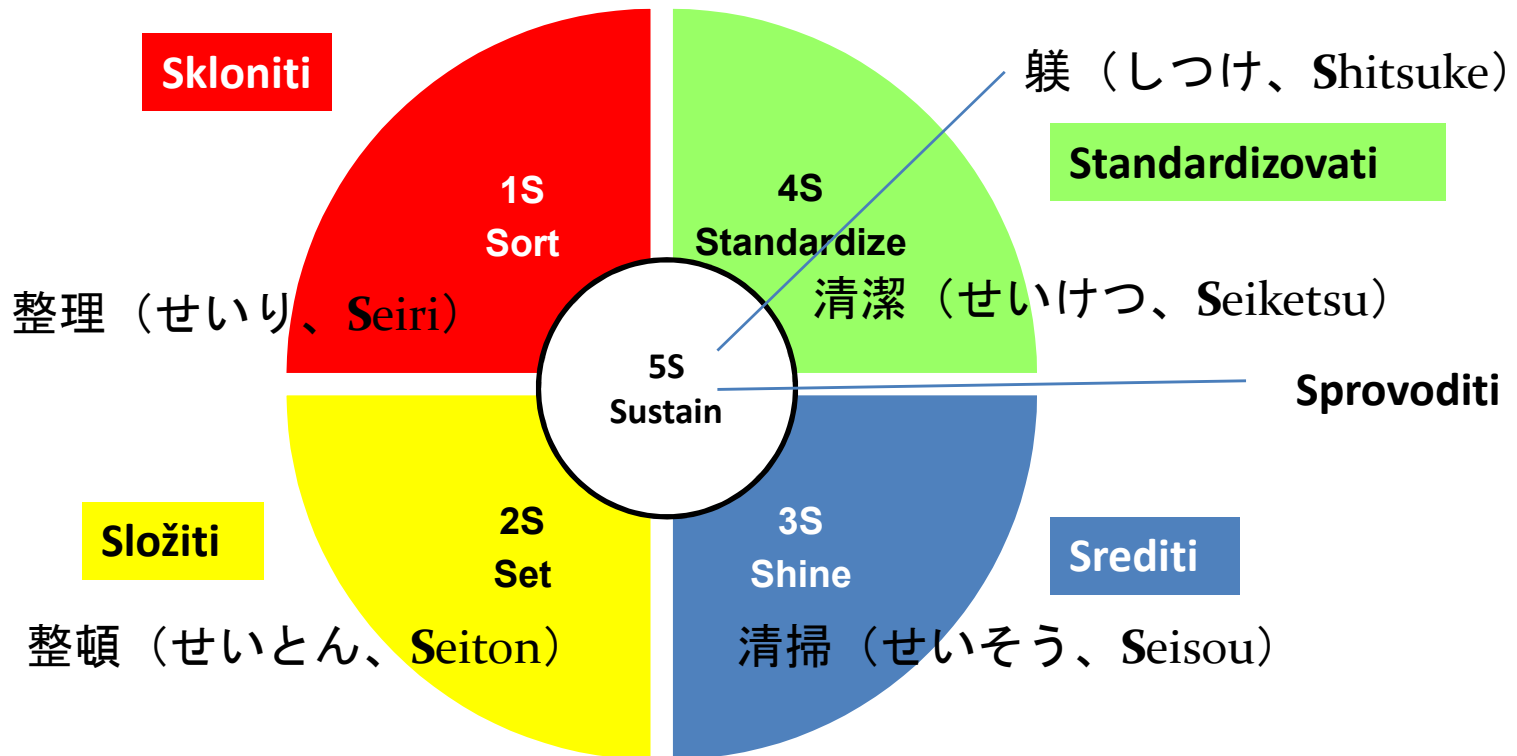 Skloniti
躾（しつけ、Shitsuke）
Standardizovati
1S
Sort
4S
Standardize
整理（せいり、Seiri）
清潔（せいけつ、Seiketsu）
5S
Sustain
Sprovoditi
Složiti
2S
Set
3S
Shine
Srediti
整頓（せいとん、Seiton）
清掃（せいそう、Seisou）